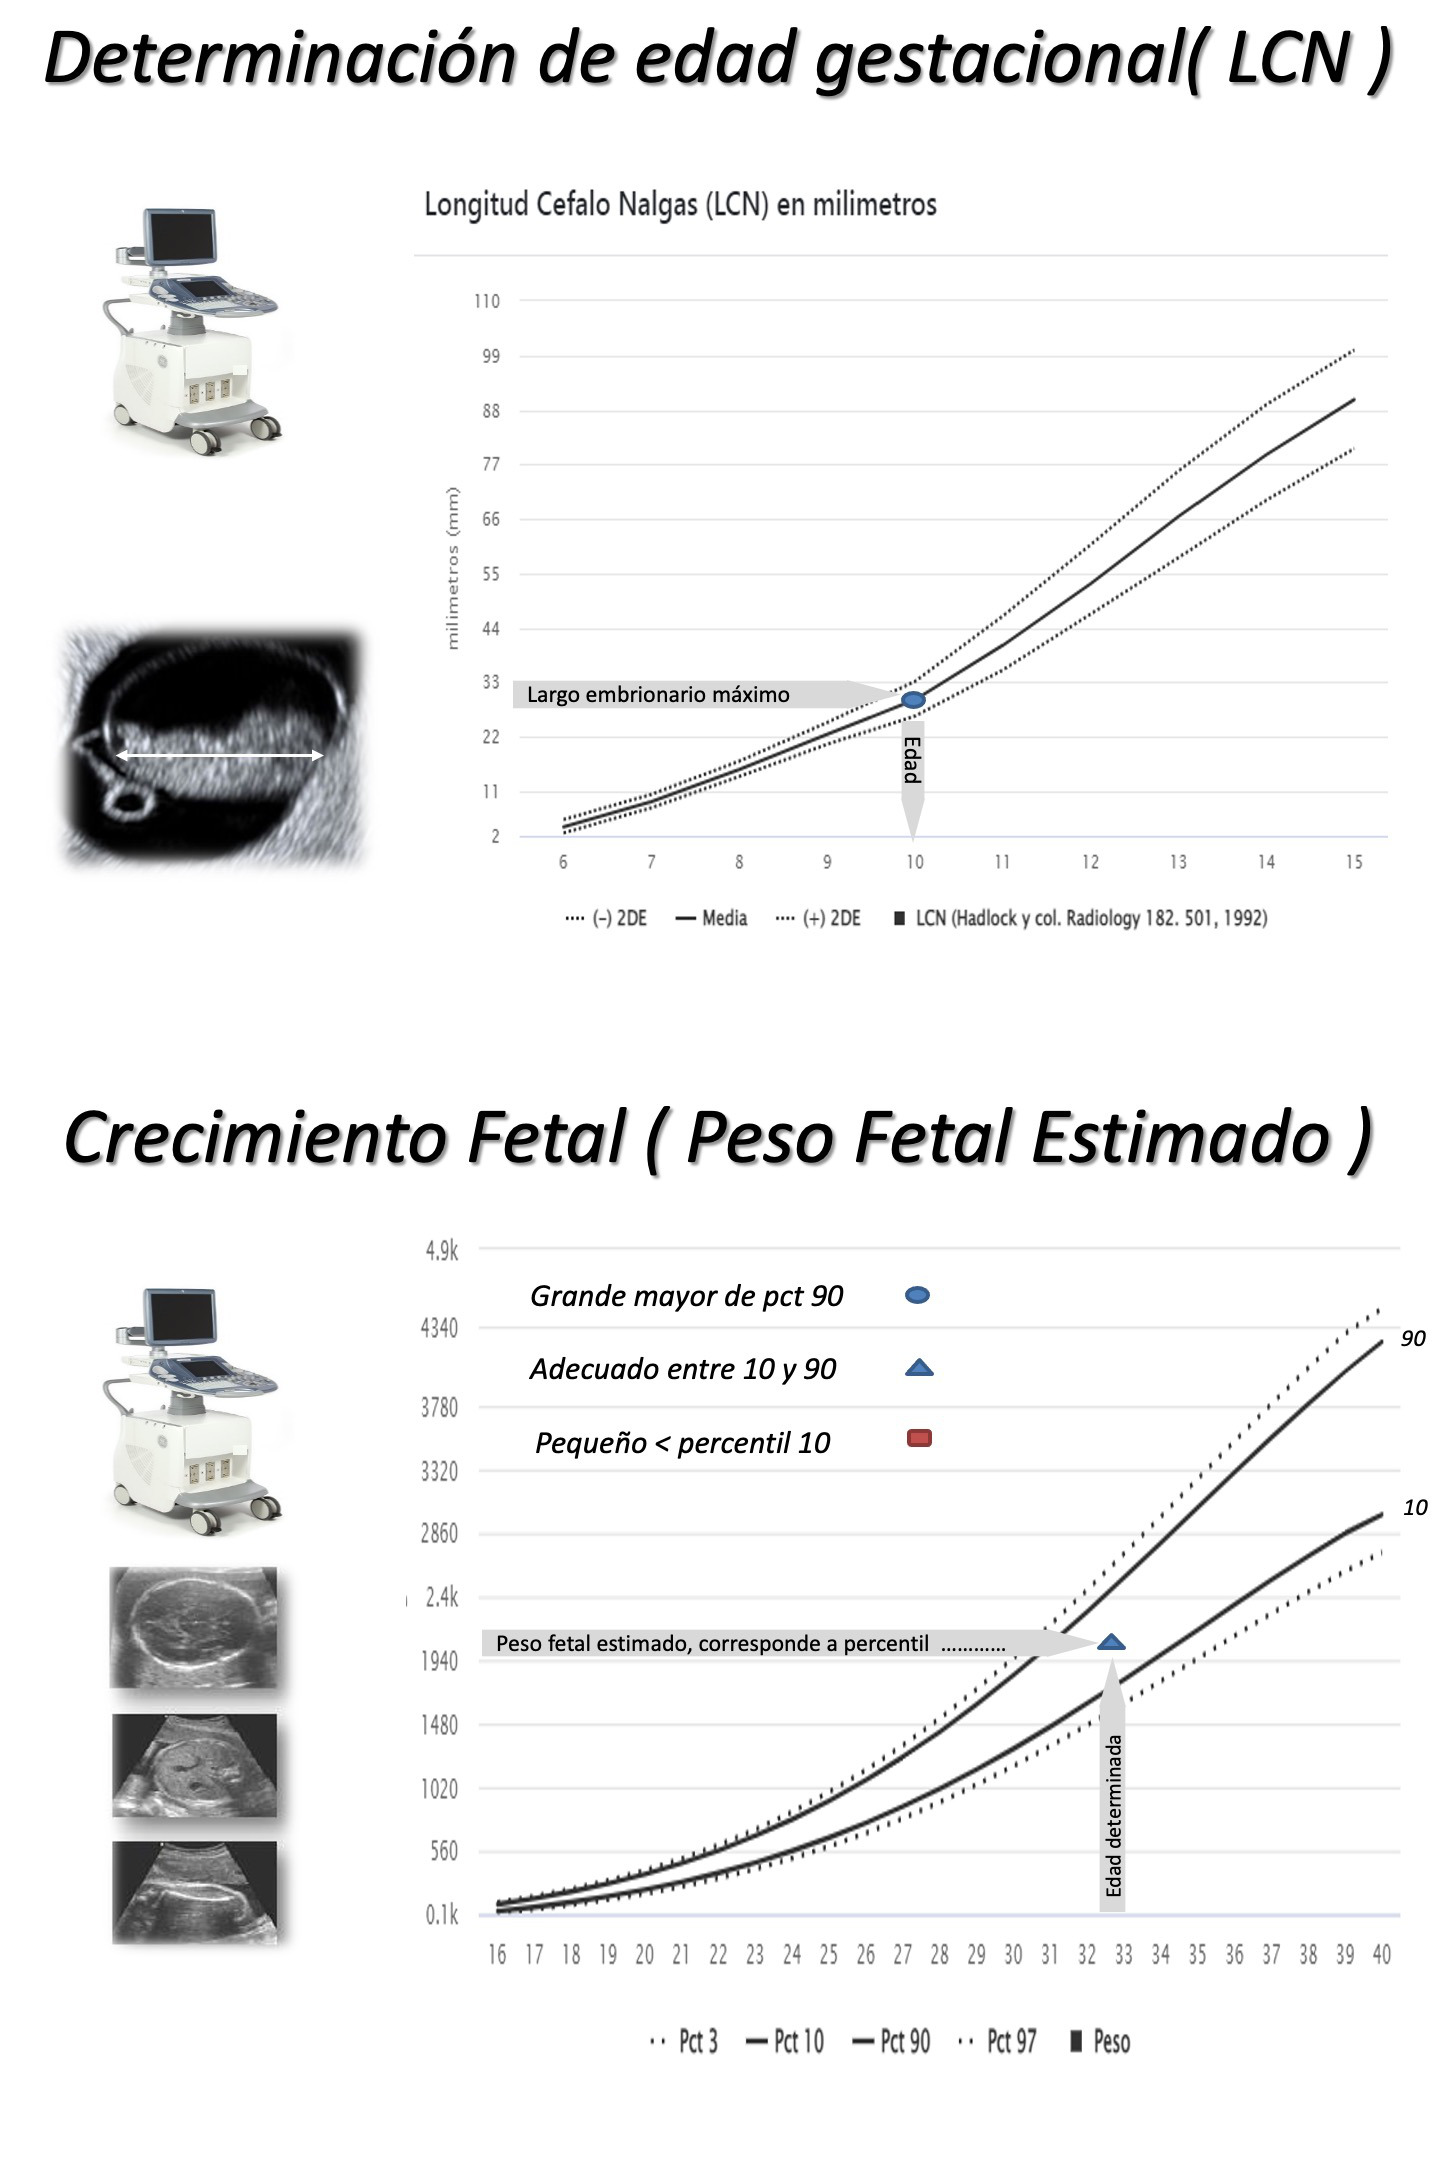 Determinación de edad gestacional( LCN )
Longitud Cefalo Nalgas (LCN) en milimetros
milimetros (mm)
110
99
88
77
66
55
44
33
22
11
2
Largo embrionario máximo
Edad
6 7 8 9 10 11 12 13 14 15
(-) 2DE Media (+) 2DE LCN (Hadlock y col. Radiology 182. 501, 1992)
Crecimiento Fetal ( Peso Fetal Estimado )
4.9k
4340
3780
3320
2860
2.4k
1940
1480
1020
560
0.1k
Grande mayor de pct 90
Adecuado entre 10 y 90
Pequeño < percentil 10
90
10
Peso fetal estimado, corresponde a percentil …………
Edad determinada
16 17 18 19 20 21 22 23 24 25 26 27 28 29 30 31 32 33 34 35 36 37 38 39 40
Pct 3 Pct 10 Pct 90 Pct 97 Peso